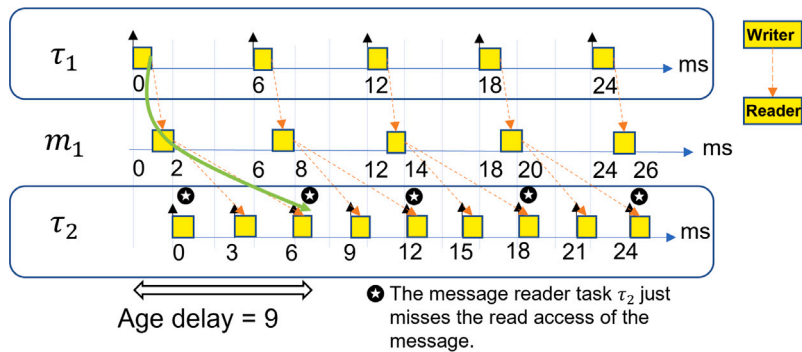 τ₁ ms Writer
0 6 12 18 24
Reader
m₁ ms
0 2 6 8 12 14 18 20 24 26
τ₂ ms
0 3 6 9 12 15 18 21 24
Age delay = 9
The message reader task τ₂ just
misses the read access of the
message.